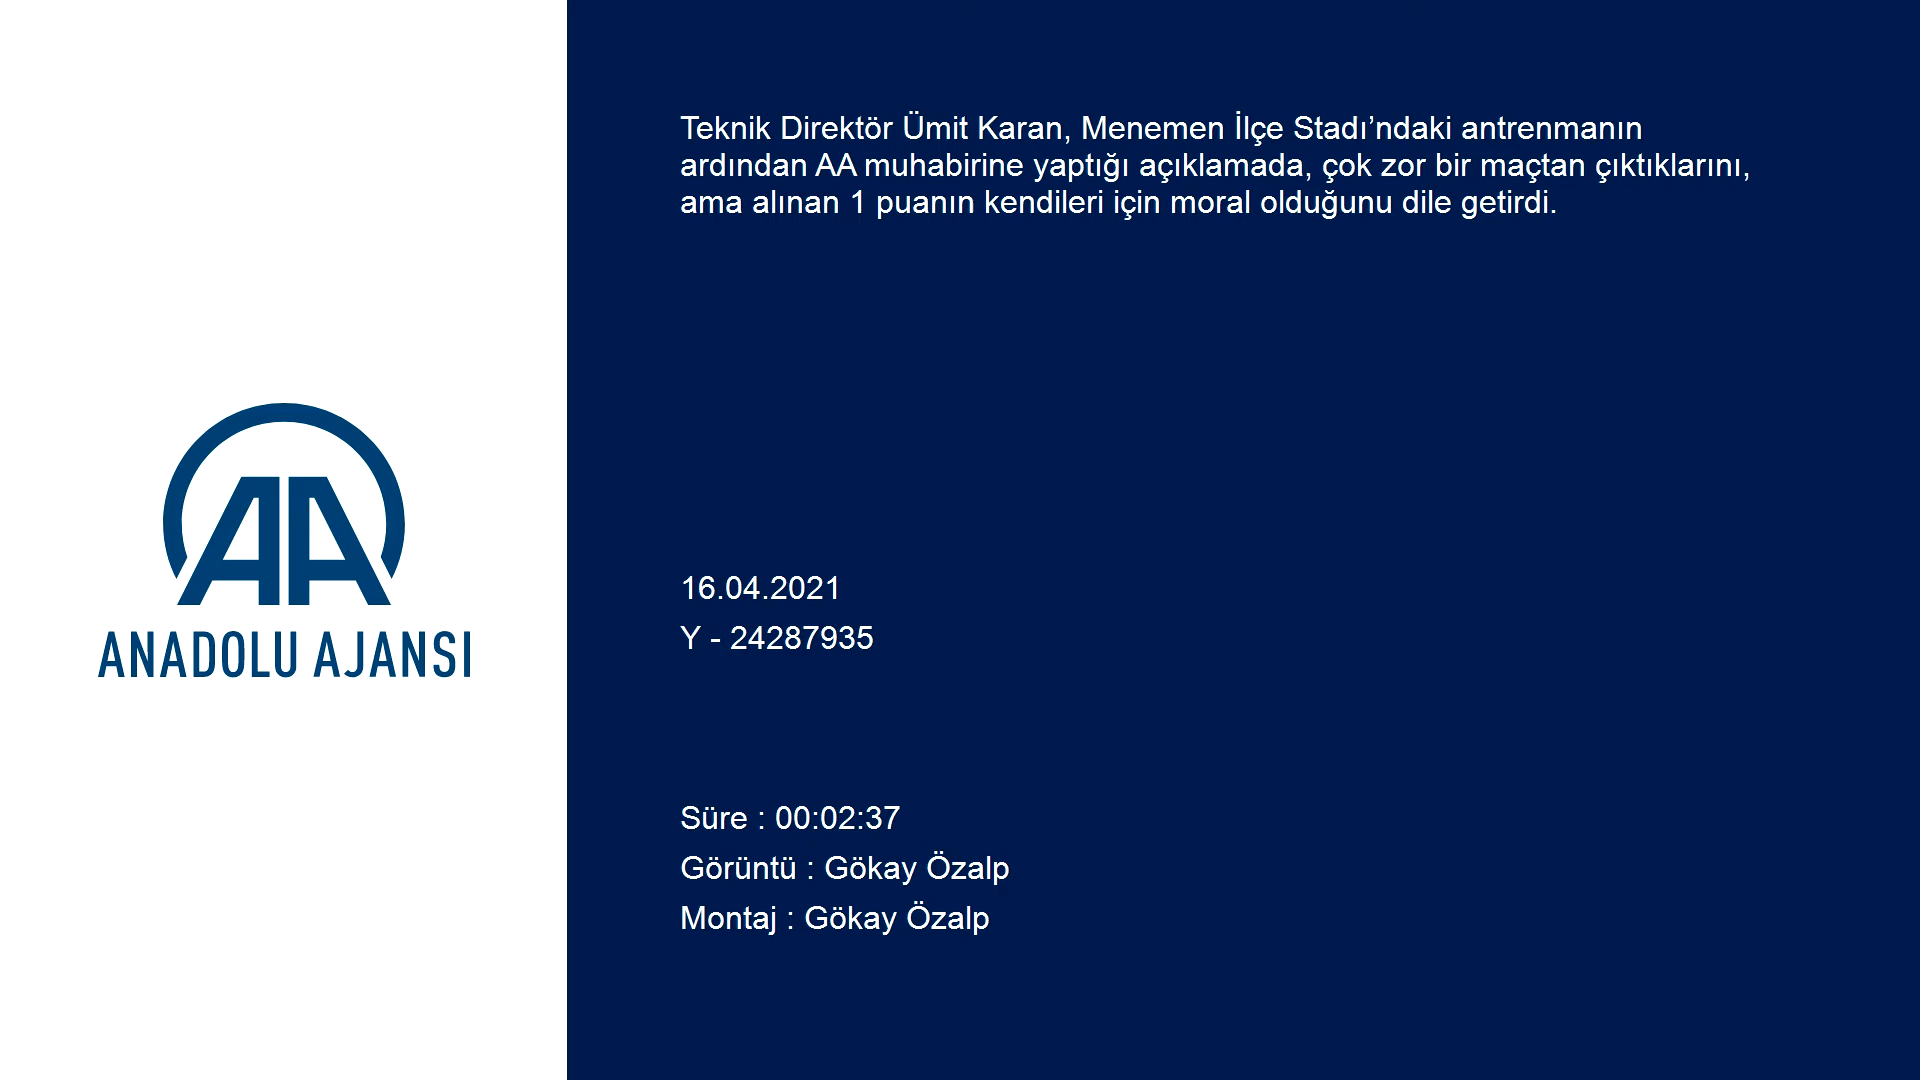 Teknik Direktör Ümit Karan, Menemen İlçe Stadı’ndaki antrenmanın
ardından AA muhabirine yaptığı açıklamada, çok zor bir maçtan çıktıklarını,
ama alınan 1 puanın kendileri için moral olduğunu dile getirdi.
AA
ANADOLU AJANSI
16.04.2021
Y - 24287935
Süre : 00:02:37
Görüntü : Gökay Özalp
Montaj : Gökay Özalp